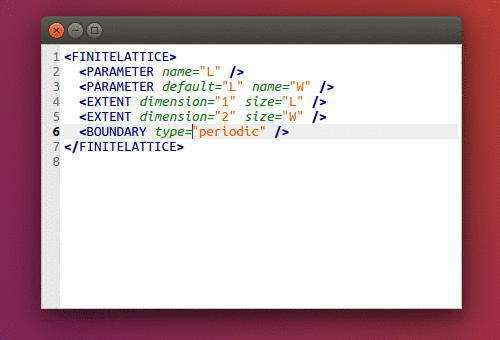 1 <FINITELATTICE>
2   <PARAMETER name="L" />
3   <PARAMETER default="L" name="W" />
4   <EXTENT dimension="1" size="L" />
5   <EXTENT dimension="2" size="W" />
6   <BOUNDARY type="periodic" />
7 </FINITELATTICE>
8